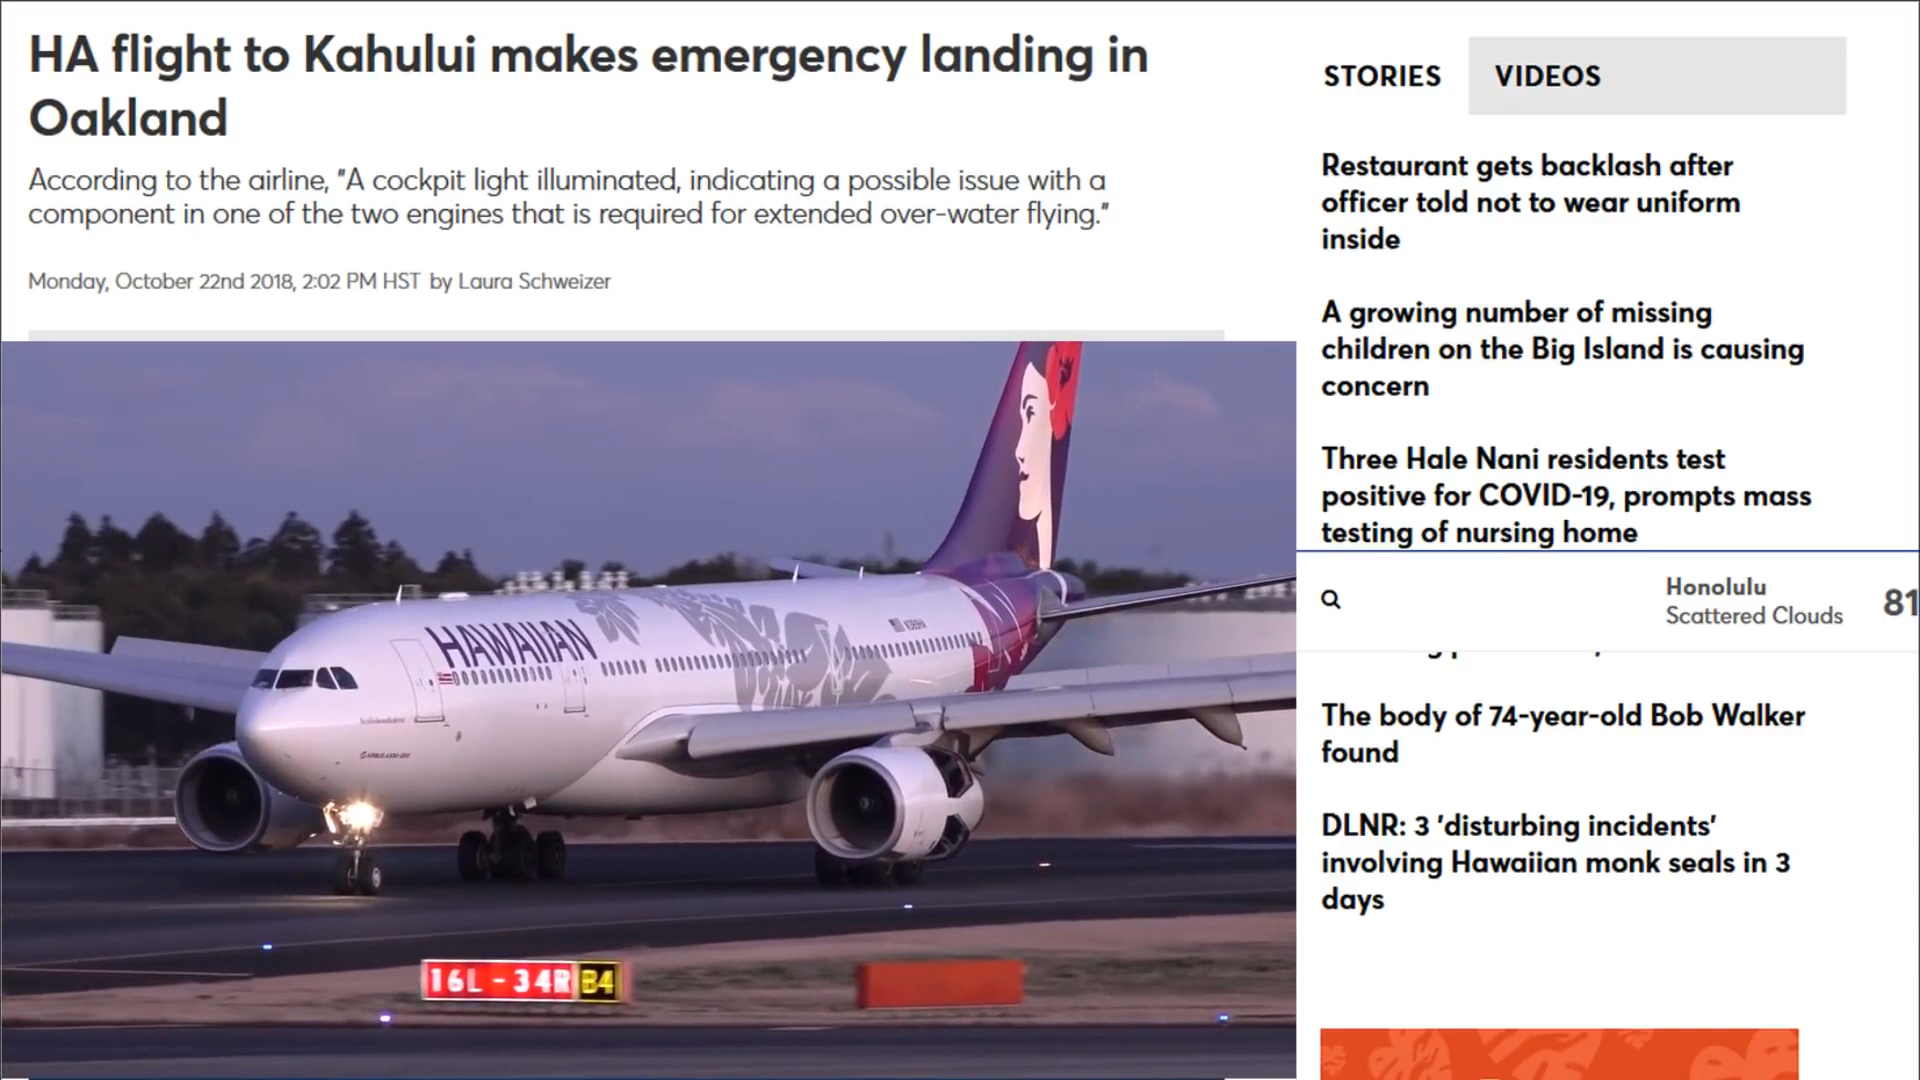 HA flight to Kahului makes emergency landing in
Oakland
According to the airline, "A cockpit light illuminated, indicating a possible issue with a
component in one of the two engines that is required for extended over-water flying."
Monday, October 22nd 2018, 2:02 PM HST by Laura Schweizer
HAWAIIAN
16L - 34R B4
STORIES
VIDEOS
Restaurant gets backlash after
officer told not to wear uniform
inside
A growing number of missing
children on the Big Island is causing
concern
Three Hale Nani residents test
positive for COVID-19, prompts mass
testing of nursing home
Honolulu
Scattered Clouds
81
The body of 74-year-old Bob Walker
found
DLNR: 3 'disturbing incidents'
involving Hawaiian monk seals in 3
days